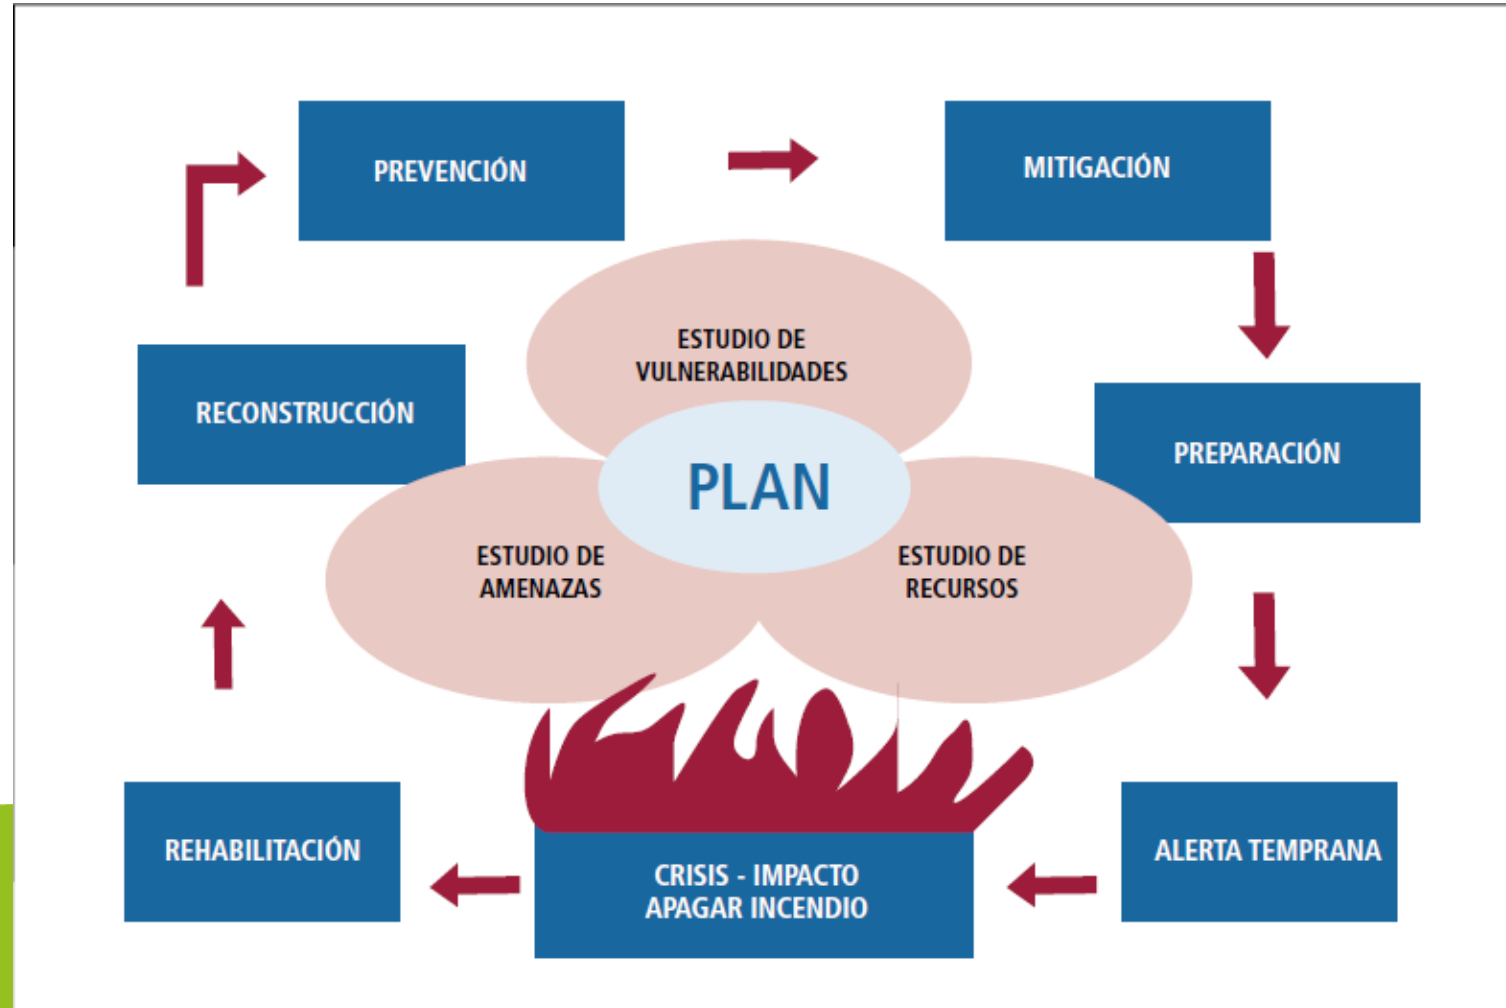 PREVENCIÓN
MITIGACIÓN
ESTUDIO DE
VULNERABILIDADES
RECONSTRUCCIÓN
PREPARACIÓN
PLAN
ESTUDIO DE
AMENAZAS
ESTUDIO DE
RECURSOS
REHABILITACIÓN
CRISIS - IMPACTO
APAGAR INCENDIO
ALERTA TEMPRANA